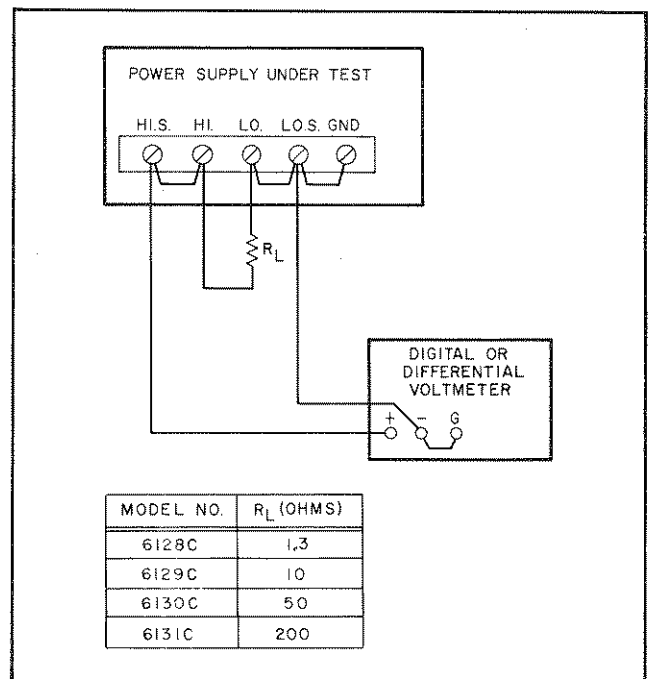 POWER SUPPLY UNDER TEST
HI.S. HI. LO. LO.S. GND
R_L
DIGITAL OR
DIFFERENTIAL
VOLTMETER
+ − G
MODEL NO. R_L (OHMS)
6128C 1.3
6129C 10
6130C 50
6131C 200